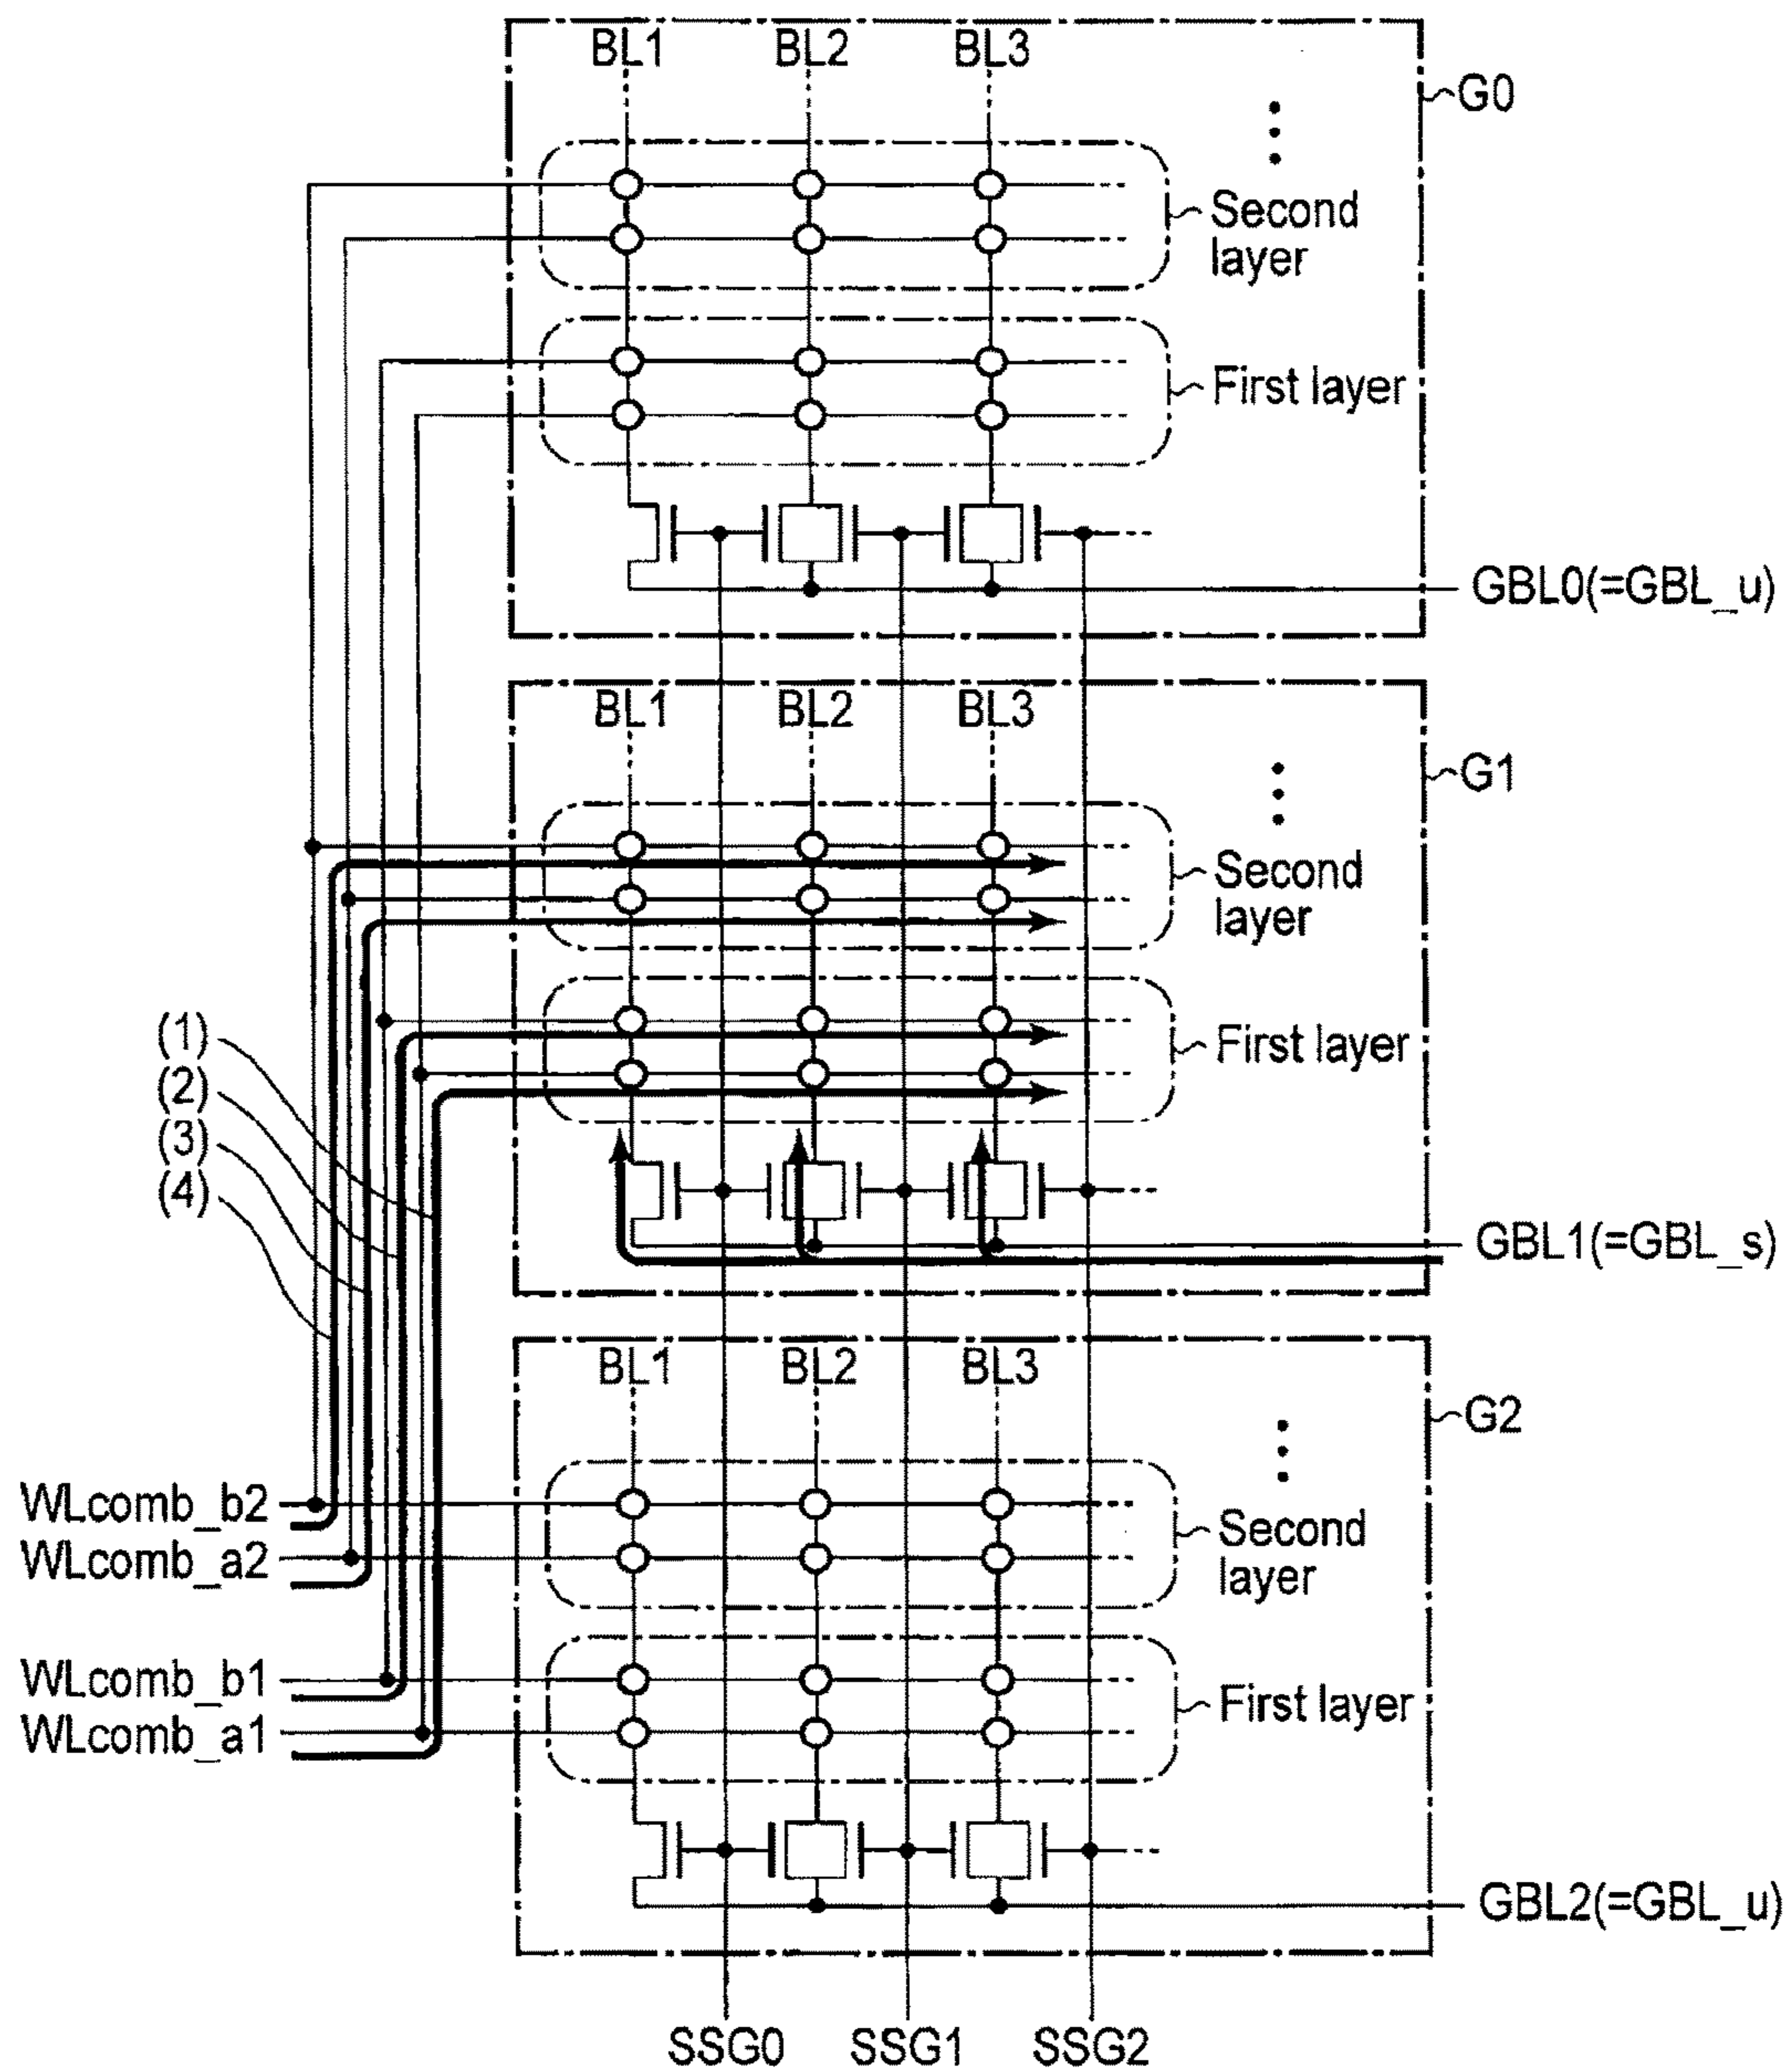 BL1 BL2 BL3
G0
Second
layer
First layer
GBL0(=GBL_u)
BL1 BL2 BL3
G1
Second
layer
First layer
(1)
(2)
(3)
(4)
GBL1(=GBL_s)
BL1 BL2 BL3
G2
WLcomb_b2
Second
layer
WLcomb_a2
WLcomb_b1
First layer
WLcomb_a1
GBL2(=GBL_u)
SSG0 SSG1 SSG2